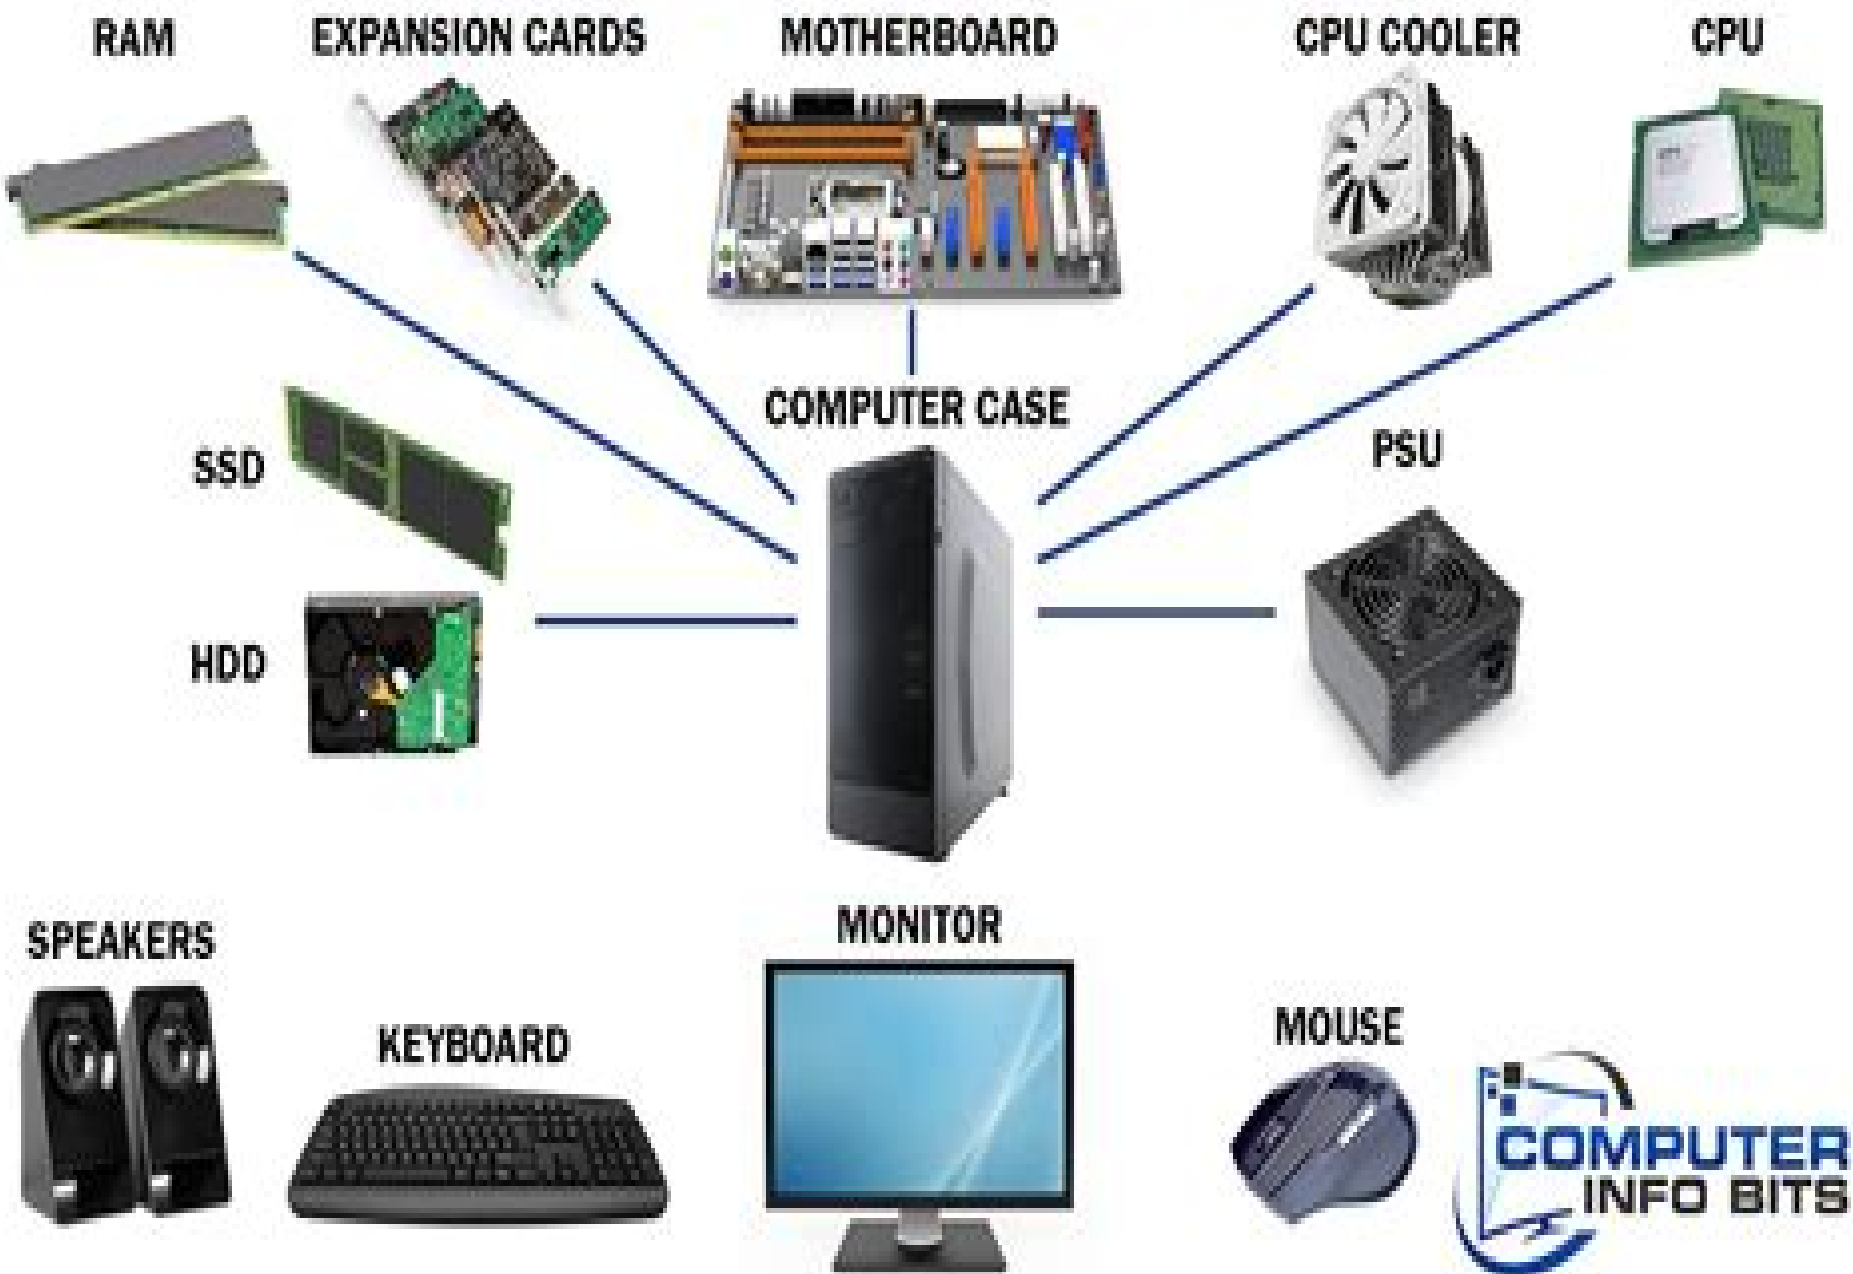 RAM
EXPANSION CARDS
MOTHERBOARD
CPU COOLER
CPU
COMPUTER CASE
SSD
PSU
HDD
SPEAKERS
MONITOR
KEYBOARD
MOUSE
COMPUTER
INFO BITS